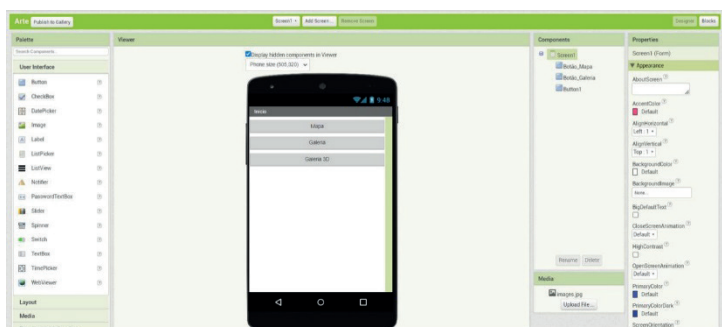 Arte Publish to Gallery
Screen1 Add Screen... Remove Screen
Designer Blocks
Palette
Search Components...
User Interface
Button
CheckBox
DatePicker
Image
Label
ListPicker
ListView
Notifier
PasswordTextBox
Slider
Spinner
Switch
TextBox
TimePicker
WebViewer
Layout
Media
Viewer
Display hidden components in Viewer
Phone size (505,320)
9:48
Mapa
Galeria
Galeria 3D
Components
Screen1
Botão_Mapa
Botão_Galeria
Button1
Rename Delete
Media
images.jpg
Upload File...
Properties
Screen1 (Form)
Appearance
AboutScreen
AccentColor
Default
AlignHorizontal
Left : 1
AlignVertical
Top : 1
BackgroundColor
Default
BackgroundImage
None...
BigDefaultText
CloseScreenAnimation
Default
HighContrast
OpenScreenAnimation
Default
PrimaryColor
Default
PrimaryColorDark
Default
ScreenOrientation